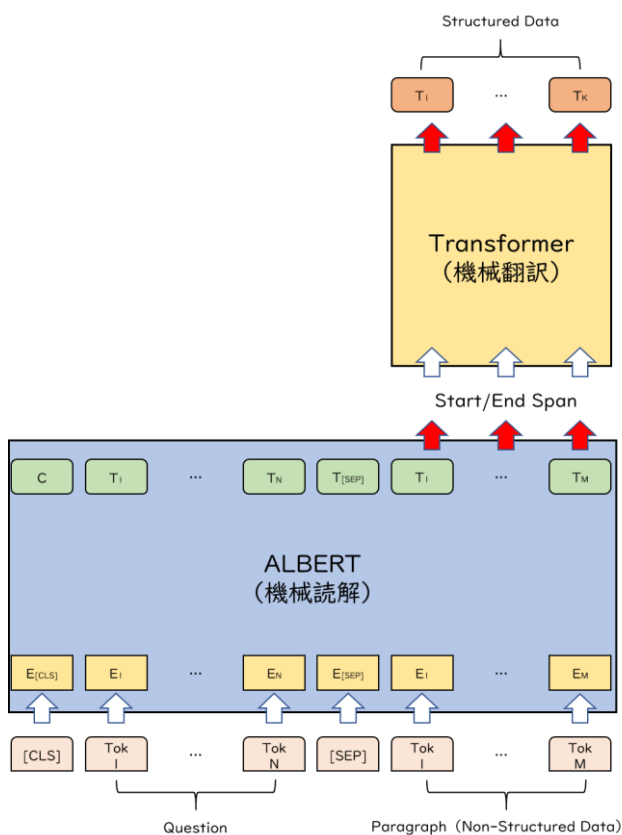 Structured Data
T1 … TK
Transformer
(機械翻訳)
Start/End Span
C T1 … TN T[SEP] T1 … TM
ALBERT
(機械読解)
E[CLS] E1 … EN E[SEP] E1 … EM
[CLS] Tok 1 … Tok N [SEP] Tok 1 … Tok M
Question
Paragraph (Non-Structured Data)